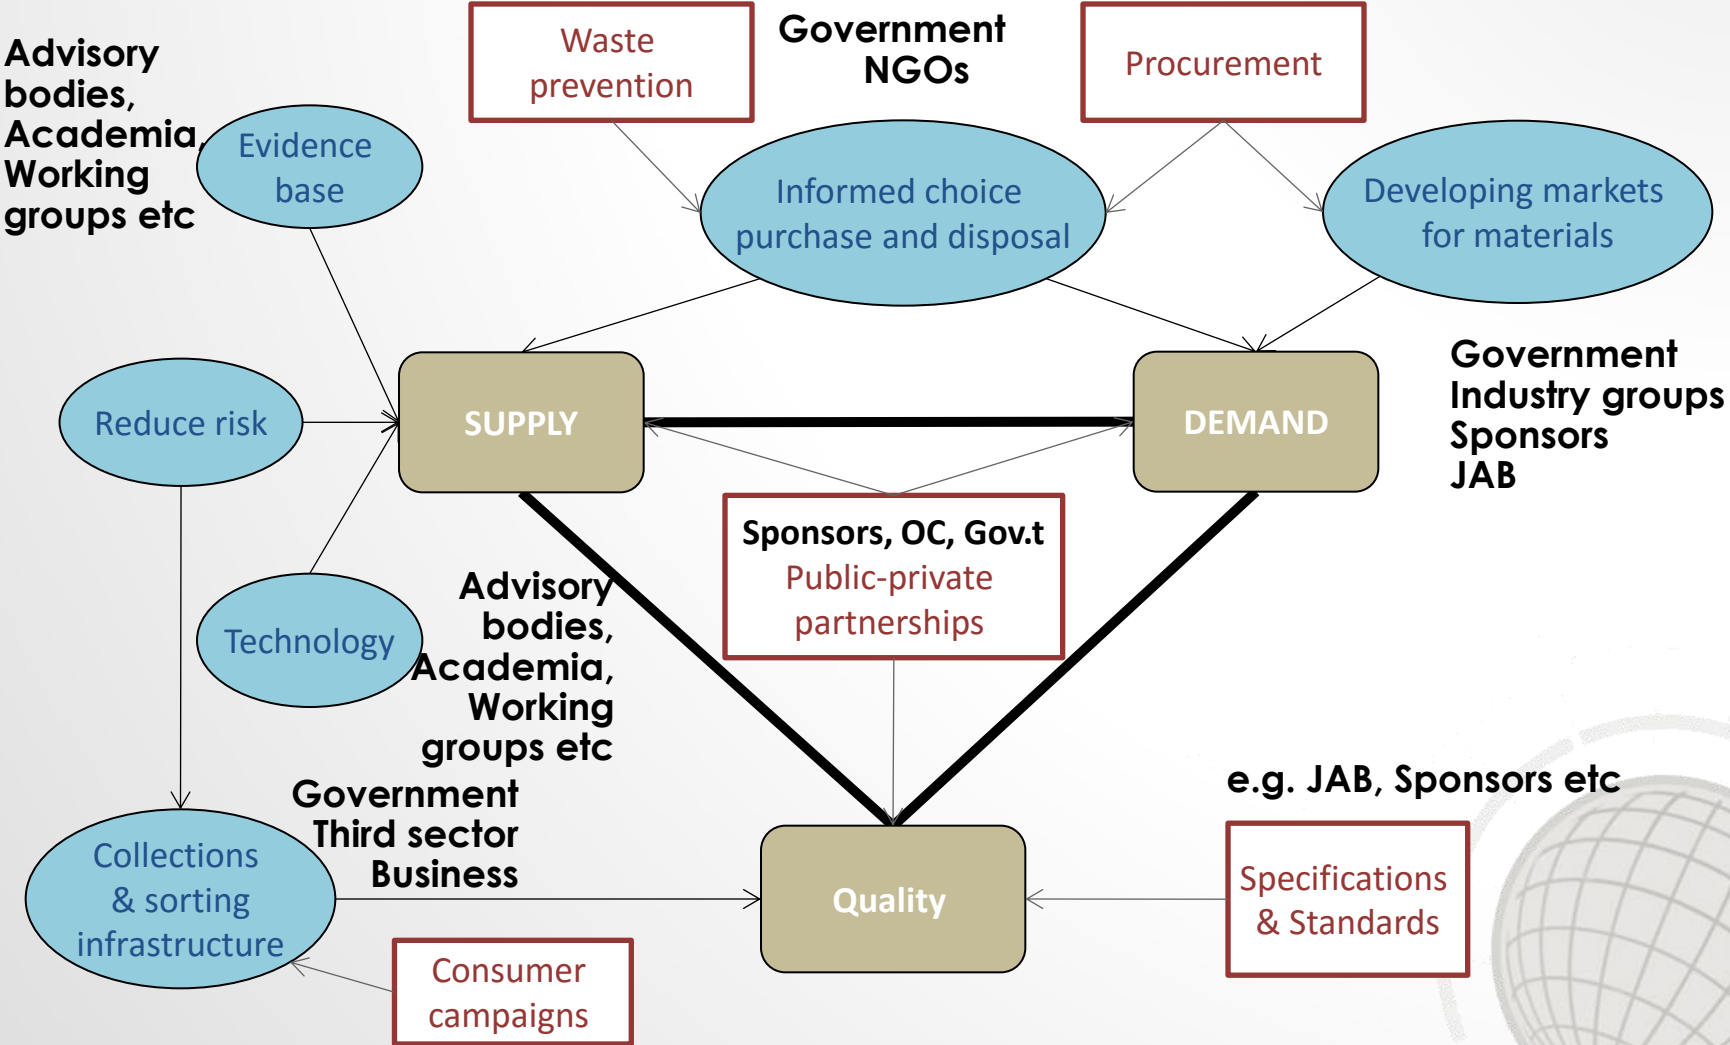 Advisory
bodies,
Academia,
Working
groups etc
Evidence
base
Waste
prevention
Government
NGOs
Procurement
Informed choice
purchase and disposal
Developing markets
for materials
Reduce risk
SUPPLY
DEMAND
Government
Industry groups
Sponsors
JAB
Sponsors, OC, Gov.t
Public-private
partnerships
Technology
Advisory
bodies,
Academia,
Working
groups etc
Government
Third sector
Business
Collections
& sorting
infrastructure
Consumer
campaigns
Quality
e.g. JAB, Sponsors etc
Specifications
& Standards